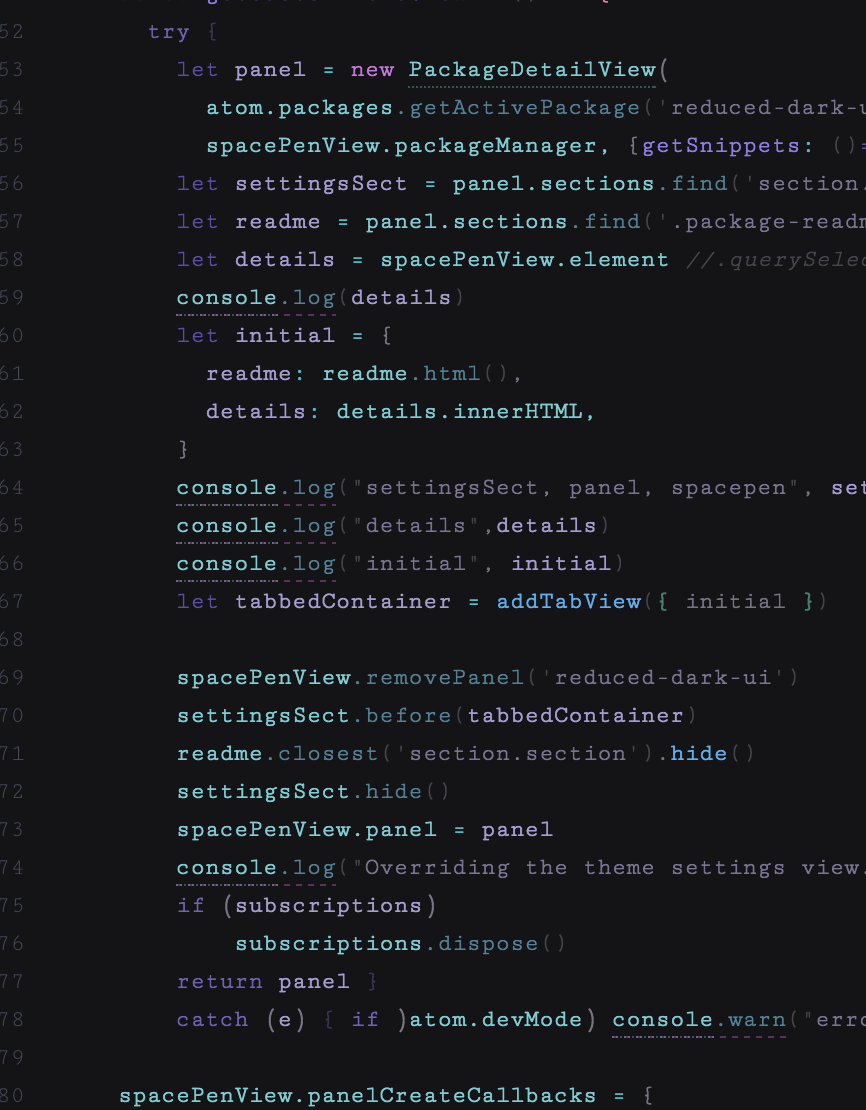 52 try {
53 let panel = new PackageDetailView(
54 atom.packages.getActivePackage('reduced-dark-u
55 spacePenView.packageManager, {getSnippets: ()=
56 let settingsSect = panel.sections.find('section.
57 let readme = panel.sections.find('.package-readm
58 let details = spacePenView.element //.querySelec
59 console.log(details)
60 let initial = {
61 readme: readme.html(),
62 details: details.innerHTML,
63 }
64 console.log("settingsSect, panel, spacepen", set
65 console.log("details",details)
66 console.log("initial", initial)
67 let tabbedContainer = addTabView({ initial })
68
69 spacePenView.removePanel('reduced-dark-ui')
70 settingsSect.before(tabbedContainer)
71 readme.closest('section.section').hide()
72 settingsSect.hide()
73 spacePenView.panel = panel
74 console.log("Overriding the theme settings view.
75 if (subscriptions)
76 subscriptions.dispose()
77 return panel }
78 catch (e) { if )atom.devMode) console.warn("erro
79
80 spacePenView.panelCreateCallbacks = {